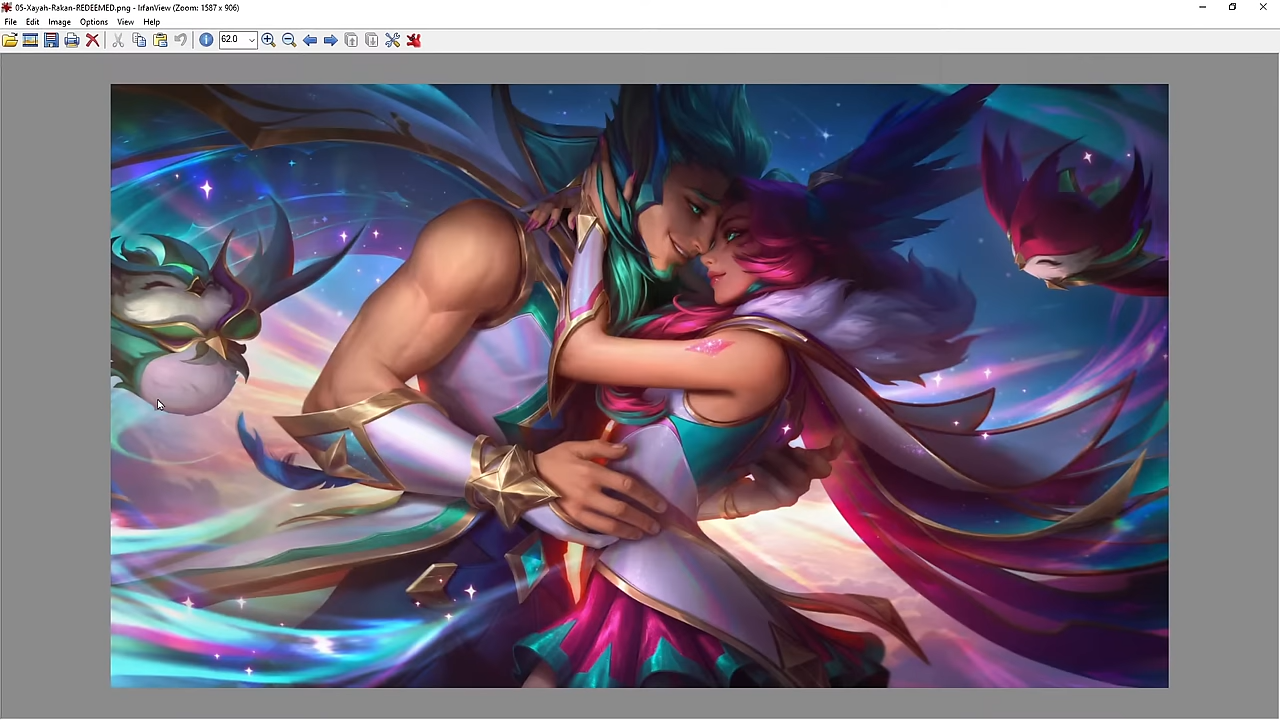 05-Xayah-Rakan-REDEEMED.png - IrfanView (Zoom: 1587 x 906)
File Edit Image Options View Help
62.0